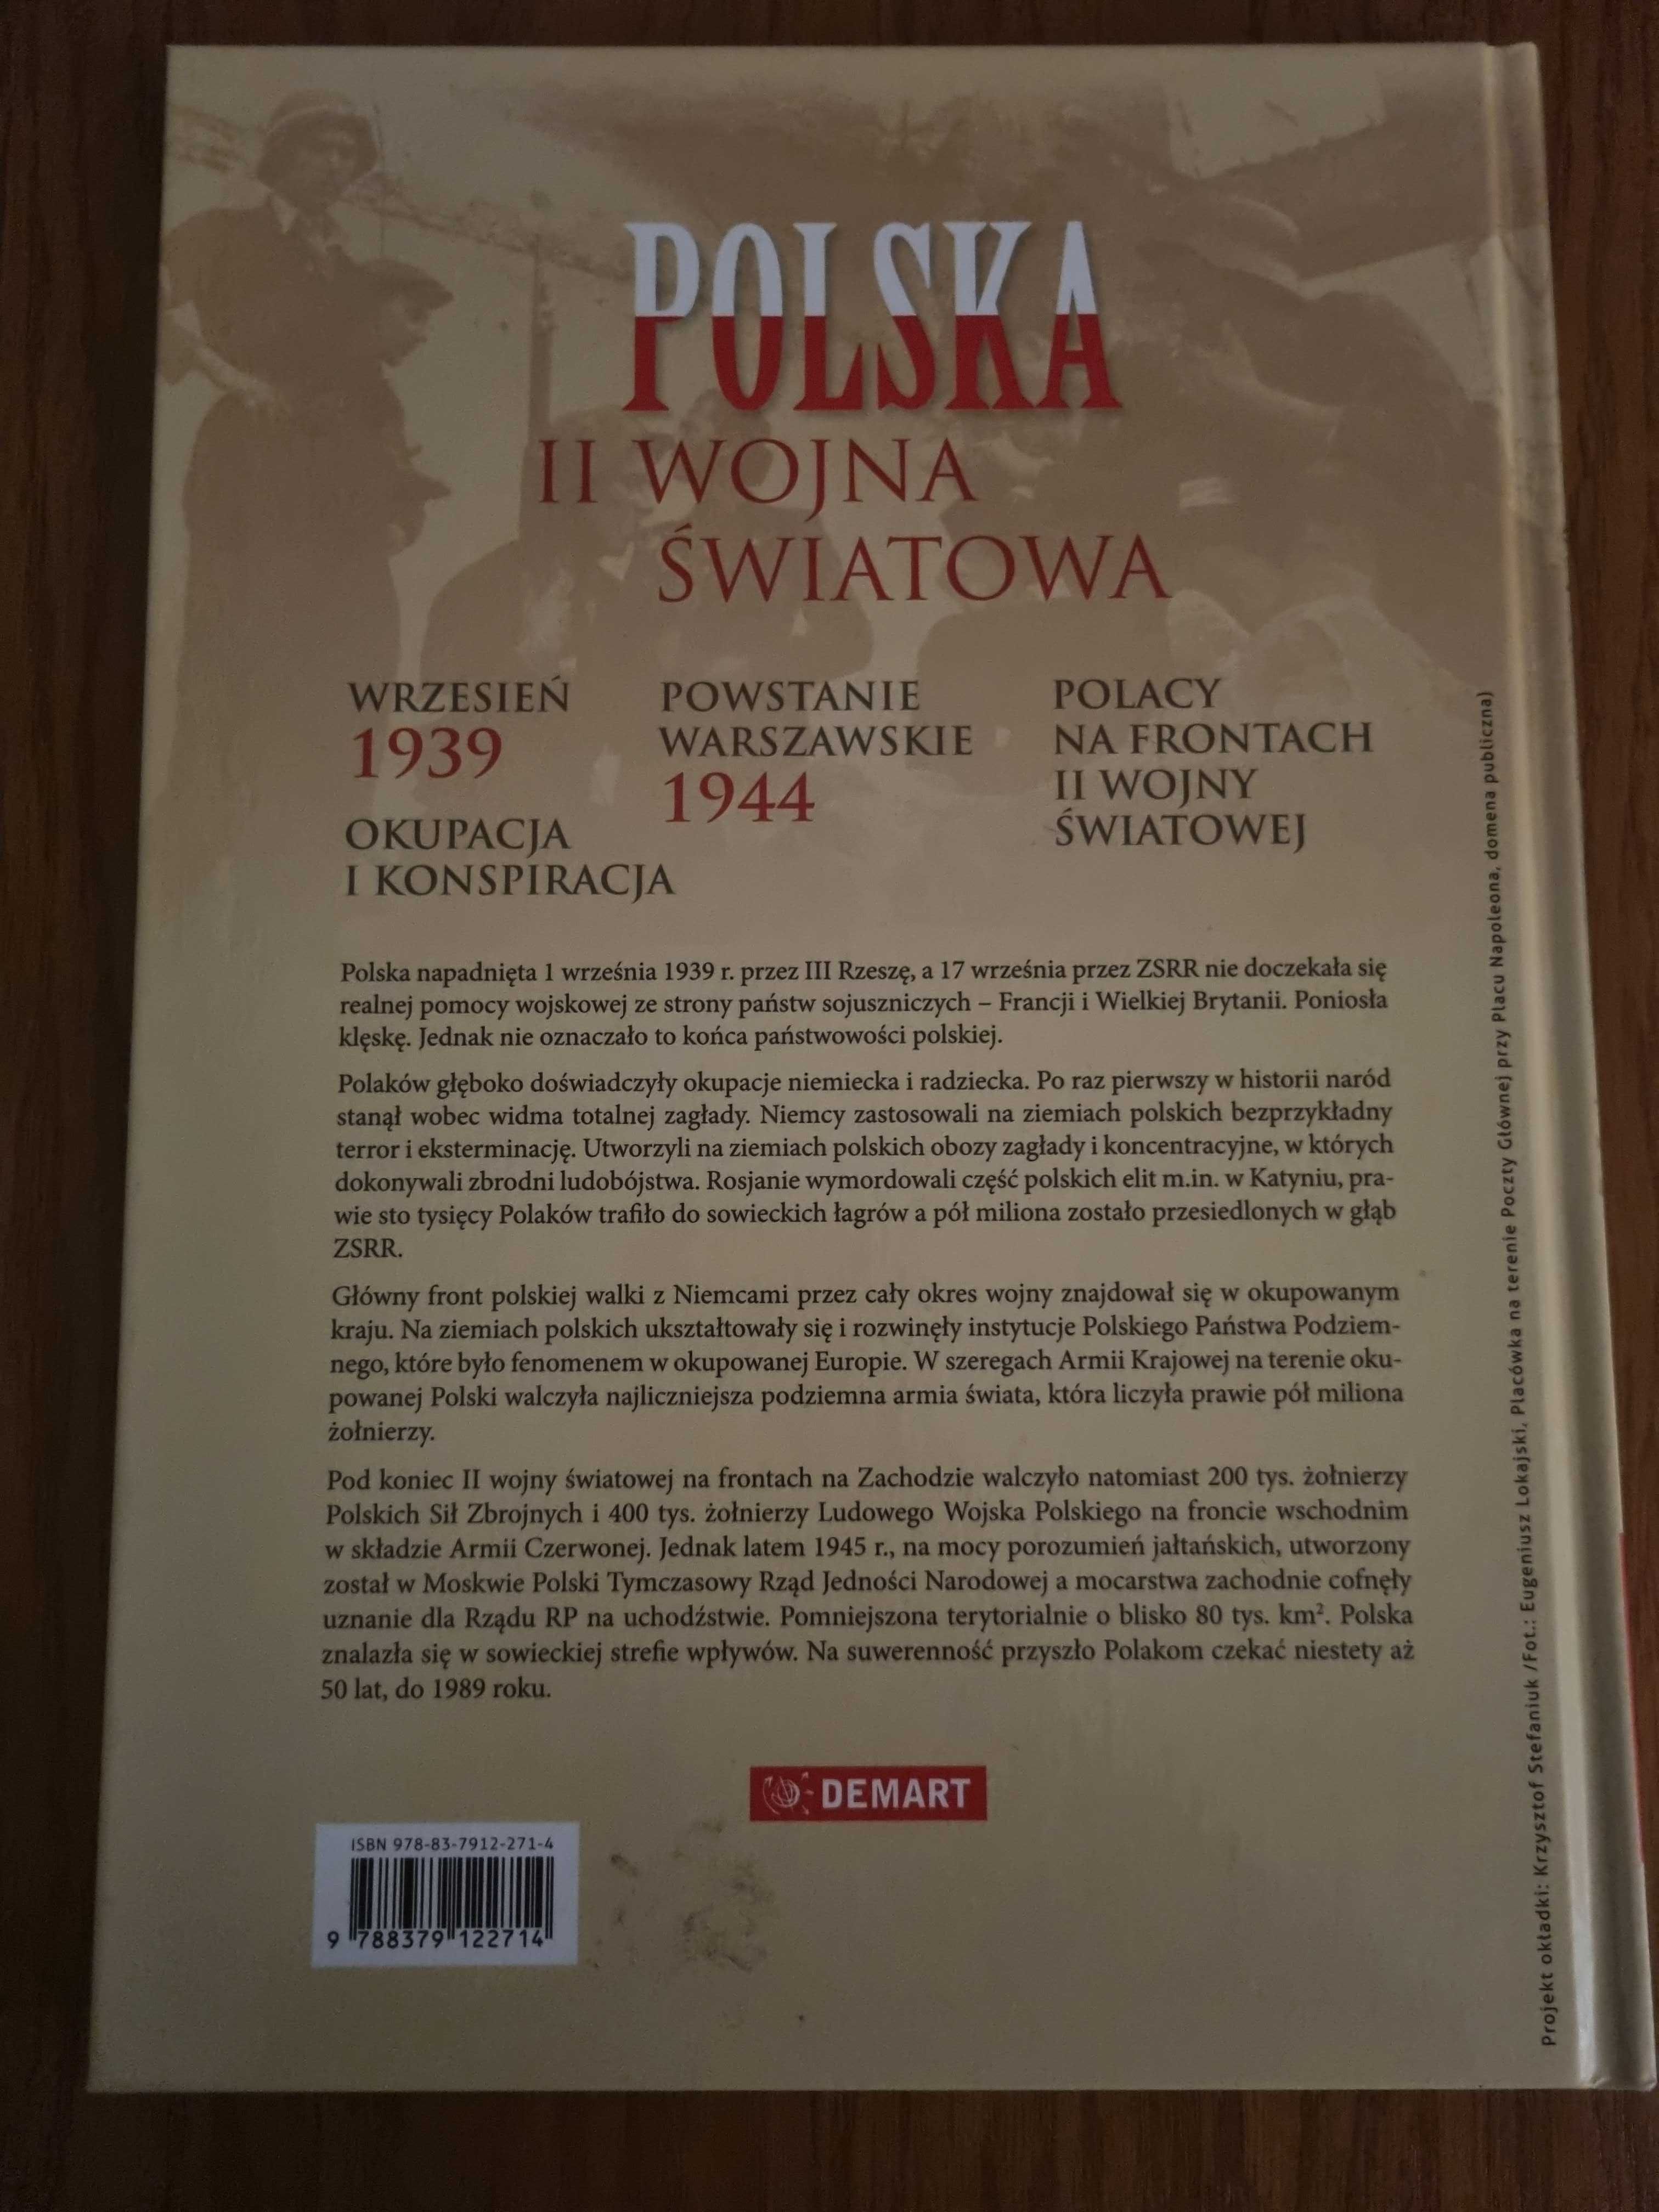 POLSKA
II WOJNA
ŚWIATOWA
WRZESIEŃ
1939
OKUPACJA
I KONSPIRACJA
POWSTANIE
WARSZAWSKIE
1944
POLACY
NA FRONTACH
II WOJNY
ŚWIATOWEJ
Polska napadnięta 1 września 1939 r. przez III Rzeszę, a 17 września przez ZSRR nie doczekała się
realnej pomocy wojskowej ze strony państw sojuszniczych – Francji i Wielkiej Brytanii. Poniosła
klęskę. Jednak nie oznaczało to końca państwowości polskiej.
Polaków głęboko doświadczyły okupacje niemiecka i radziecka. Po raz pierwszy w historii naród
stanął wobec widma totalnej zagłady. Niemcy zastosowali na ziemiach polskich bezprzykładny
terror i eksterminację. Utworzyli na ziemiach polskich obozy zagłady i koncentracyjne, w których
dokonywali zbrodni ludobójstwa. Rosjanie wymordowali część polskich elit m.in. w Katyniu, pra-
wie sto tysięcy Polaków trafiło do sowieckich łagrów a pół miliona zostało przesiedlonych w głąb
ZSRR.
Główny front polskiej walki z Niemcami przez cały okres wojny znajdował się w okupowanym
kraju. Na ziemiach polskich ukształtowały się i rozwinęły instytucje Polskiego Państwa Podziem-
nego, które było fenomenem w okupowanej Europie. W szeregach Armii Krajowej na terenie oku-
powanej Polski walczyła najliczniejsza podziemna armia świata, która liczyła prawie pół miliona
żołnierzy.
Pod koniec II wojny światowej na frontach na Zachodzie walczyło natomiast 200 tys. żołnierzy
Polskich Sił Zbrojnych i 400 tys. żołnierzy Ludowego Wojska Polskiego na froncie wschodnim
w składzie Armii Czerwonej. Jednak latem 1945 r., na mocy porozumień jałtańskich, utworzony
został w Moskwie Polski Tymczasowy Rząd Jedności Narodowej a mocarstwa zachodnie cofnęły
uznanie dla Rządu RP na uchodźstwie. Pomniejszona terytorialnie o blisko 80 tys. km². Polska
znalazła się w sowieckiej strefie wpływów. Na suwerenność przyszło Polakom czekać niestety aż
50 lat, do 1989 roku.
DEMART
ISBN 978-83-7912-271-4
9 788379 122714
Projekt okładki: Krzysztof Stefaniuk /Fot.: Eugeniusz Lokajski, Placówka na terenie Poczty Głównej przy Placu Napoleona, domena publiczna)